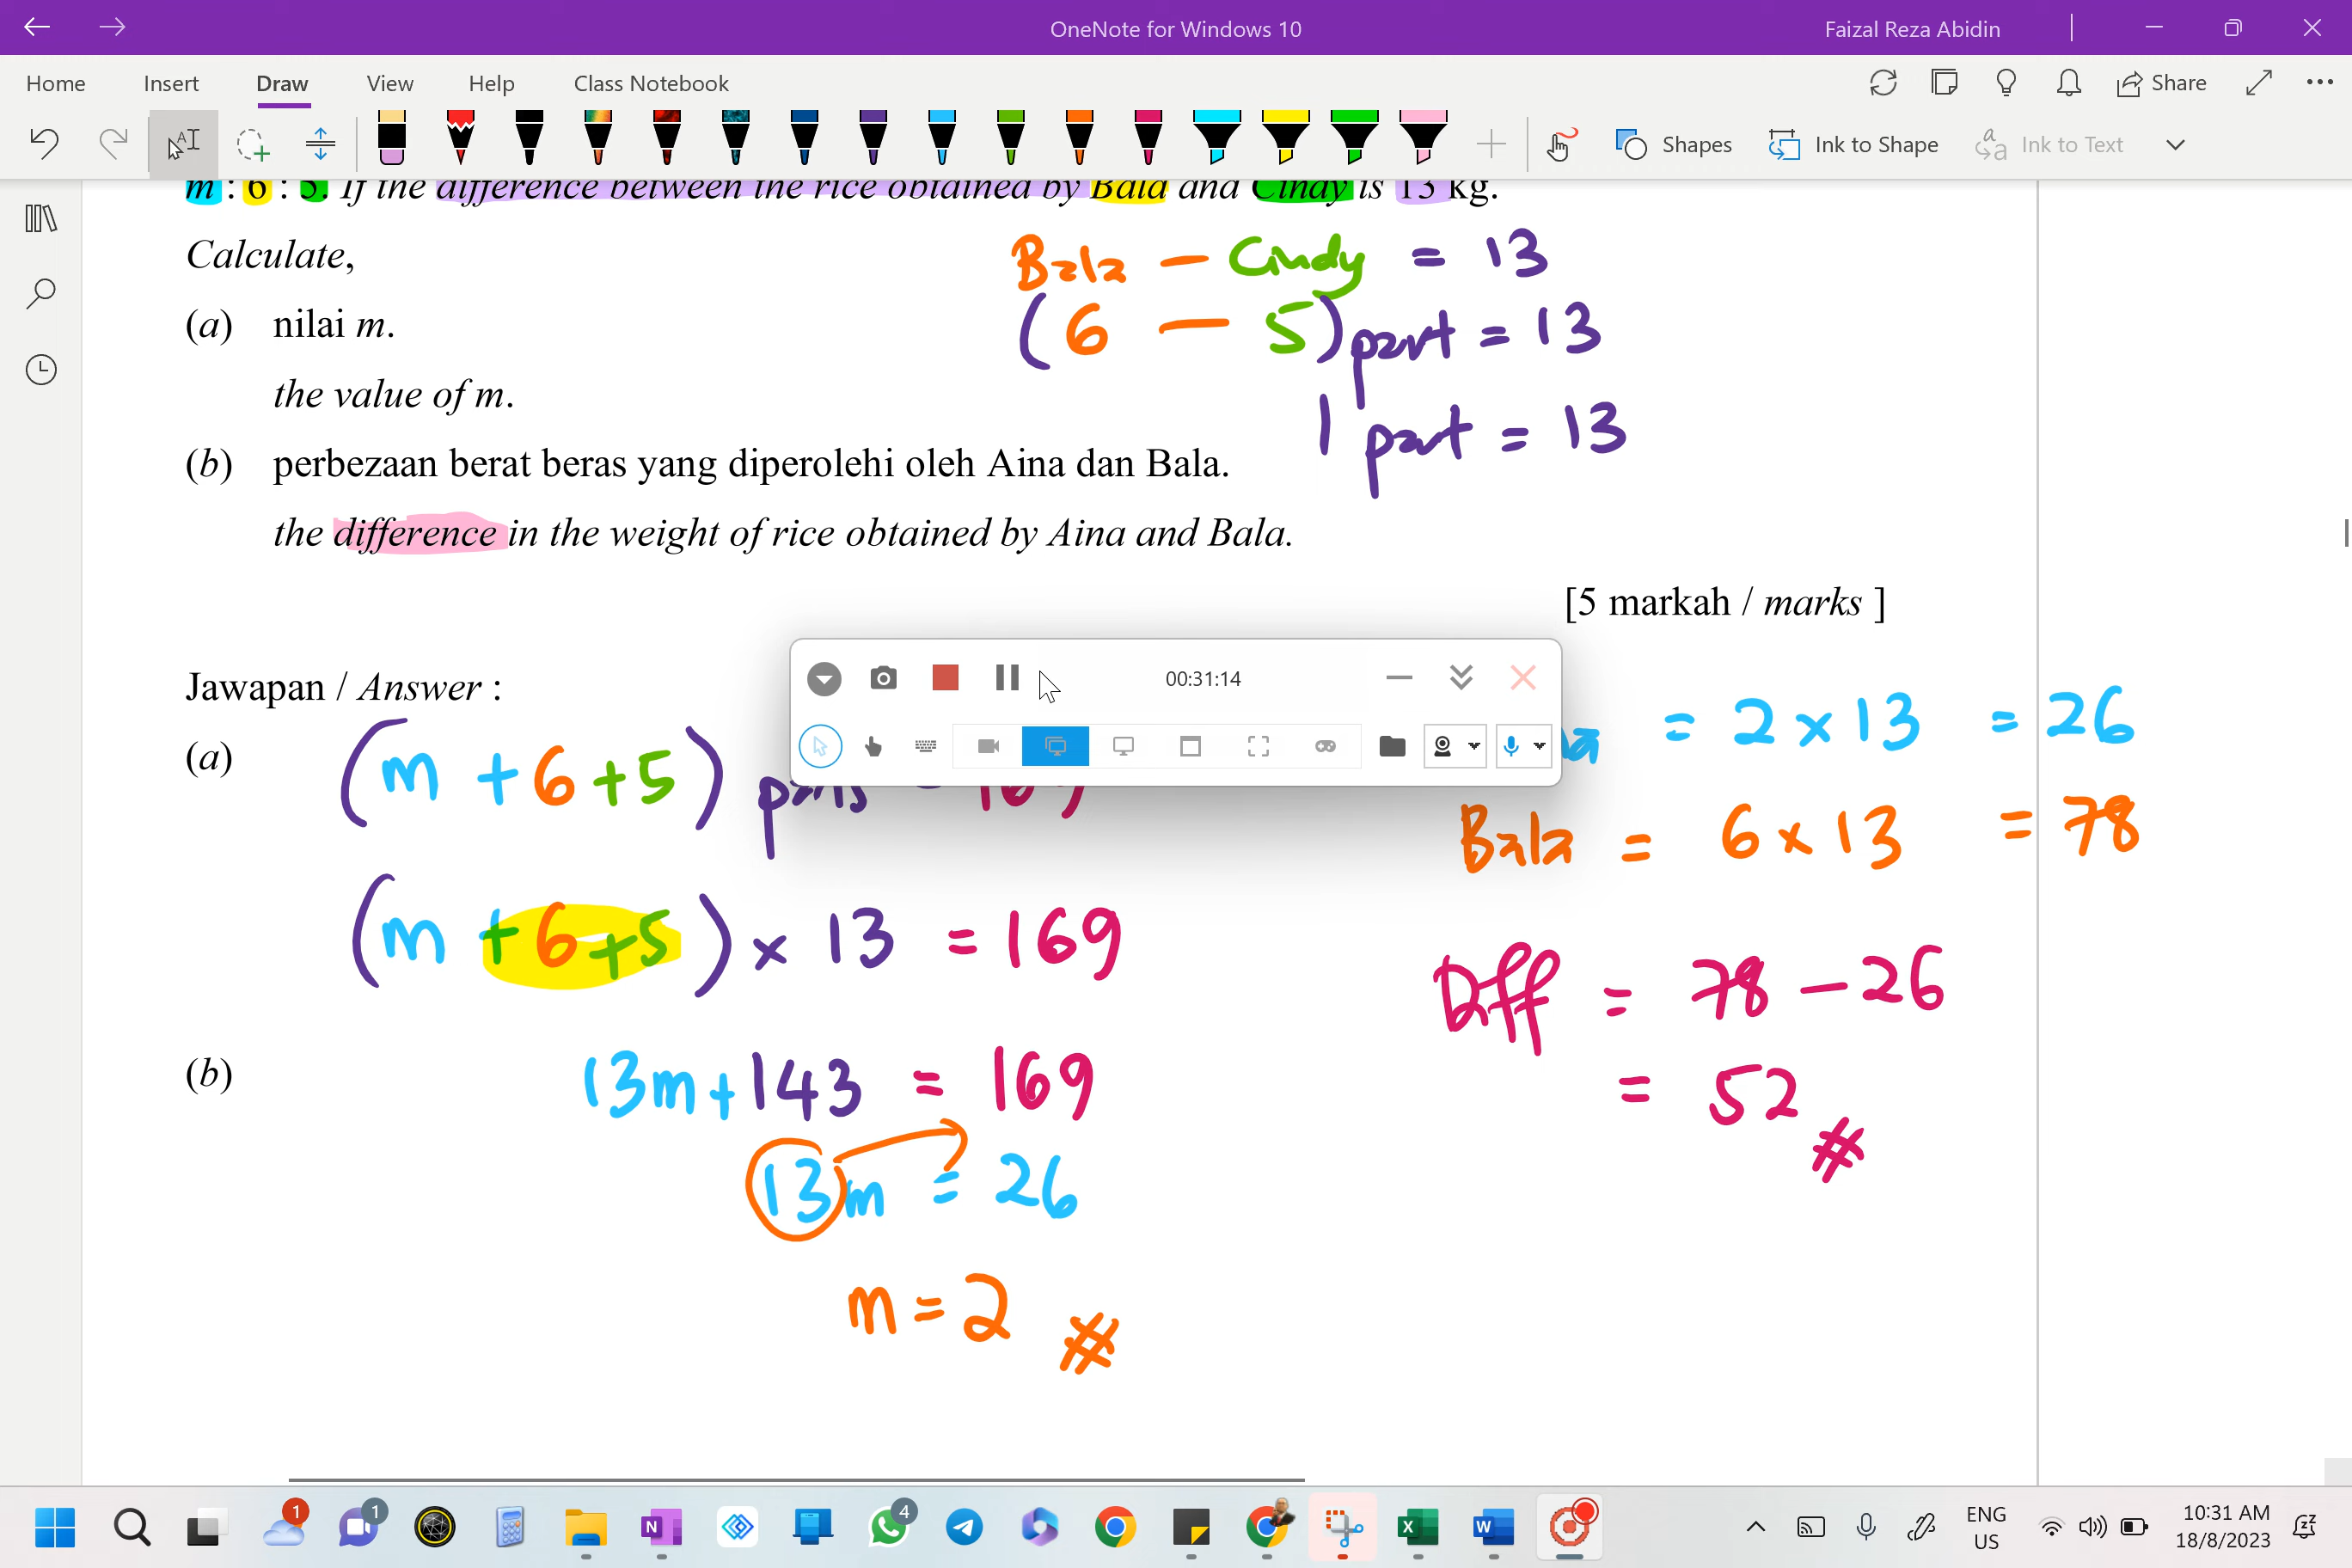 OneNote for Windows 10
Faizal Reza Abidin
Home Insert Draw View Help Class Notebook
Share
Shapes Ink to Shape Ink to Text
m : 6 : 5. If the difference between the rice obtained by Bala and Cindy is 13 kg.
Calculate,
Bala - Cindy = 13
(a) nilai m.
(6 - 5) part = 13
the value of m.
1 part = 13
(b) perbezaan berat beras yang diperolehi oleh Aina dan Bala.
the difference in the weight of rice obtained by Aina and Bala.
[5 markah / marks ]
00:31:14
Jawapan / Answer :
= 2 x 13 = 26
(a) (m + 6 + 5) parts = 169
Bala = 6 x 13 = 78
(m + 6 + 5) x 13 = 169
Diff = 78 - 26
(b) 13m + 143 = 169
= 52 #
13m = 26
m = 2 #
1
1
4
ENG
US
10:31 AM
18/8/2023